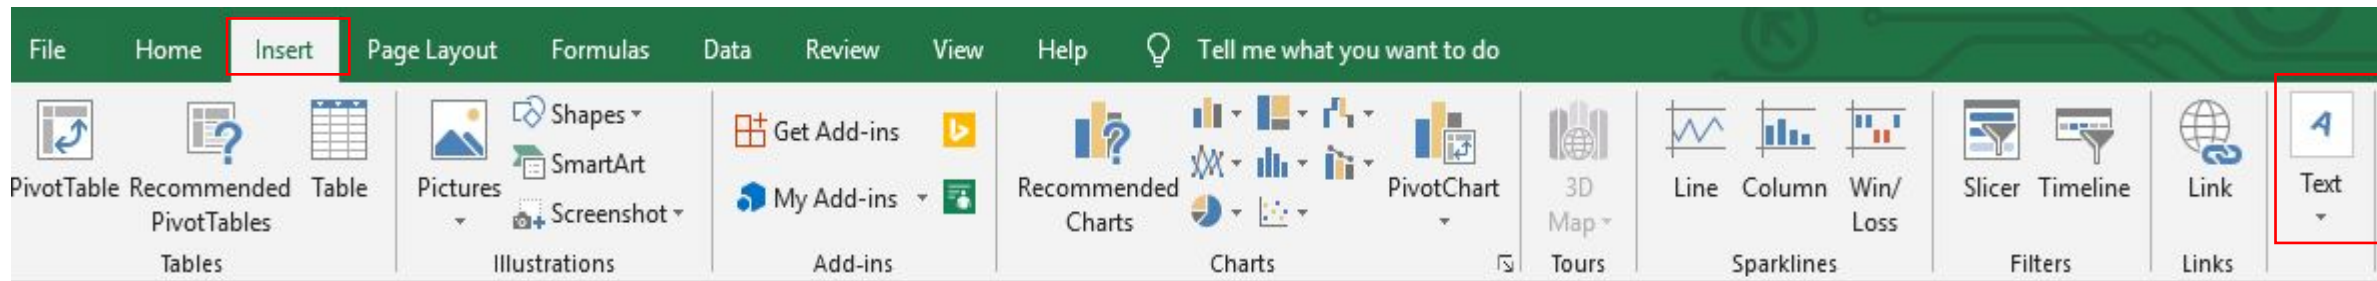 File Home Insert Page Layout Formulas Data Review View Help Tell me what you want to do
PivotTable
Recommended
PivotTables
Table
Tables
Pictures
Shapes
SmartArt
Screenshot
Illustrations
Get Add-ins
My Add-ins
Add-ins
Recommended
Charts
PivotChart
Charts
3D
Map
Tours
Line
Column
Win/
Loss
Sparklines
Slicer
Timeline
Filters
Link
Links
A
Text